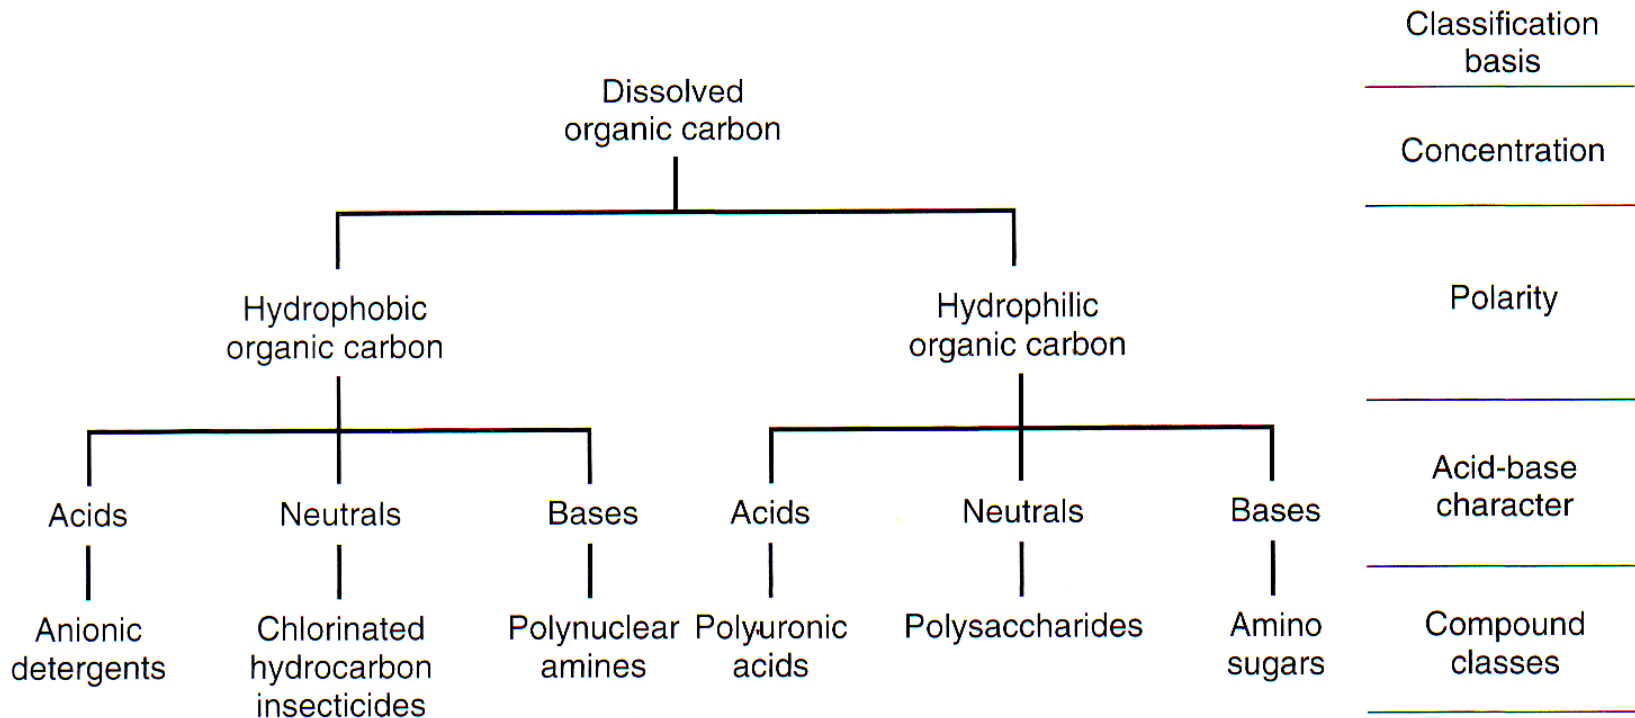 Classification
basis
Dissolved
organic carbon
Concentration
Hydrophobic
organic carbon
Hydrophilic
organic carbon
Polarity
Acids
Neutrals
Bases
Acids
Neutrals
Bases
Acid-base
character
Anionic
detergents
Chlorinated
hydrocarbon
insecticides
Polynuclear
amines
Polyuronic
acids
Polysaccharides
Amino
sugars
Compound
classes